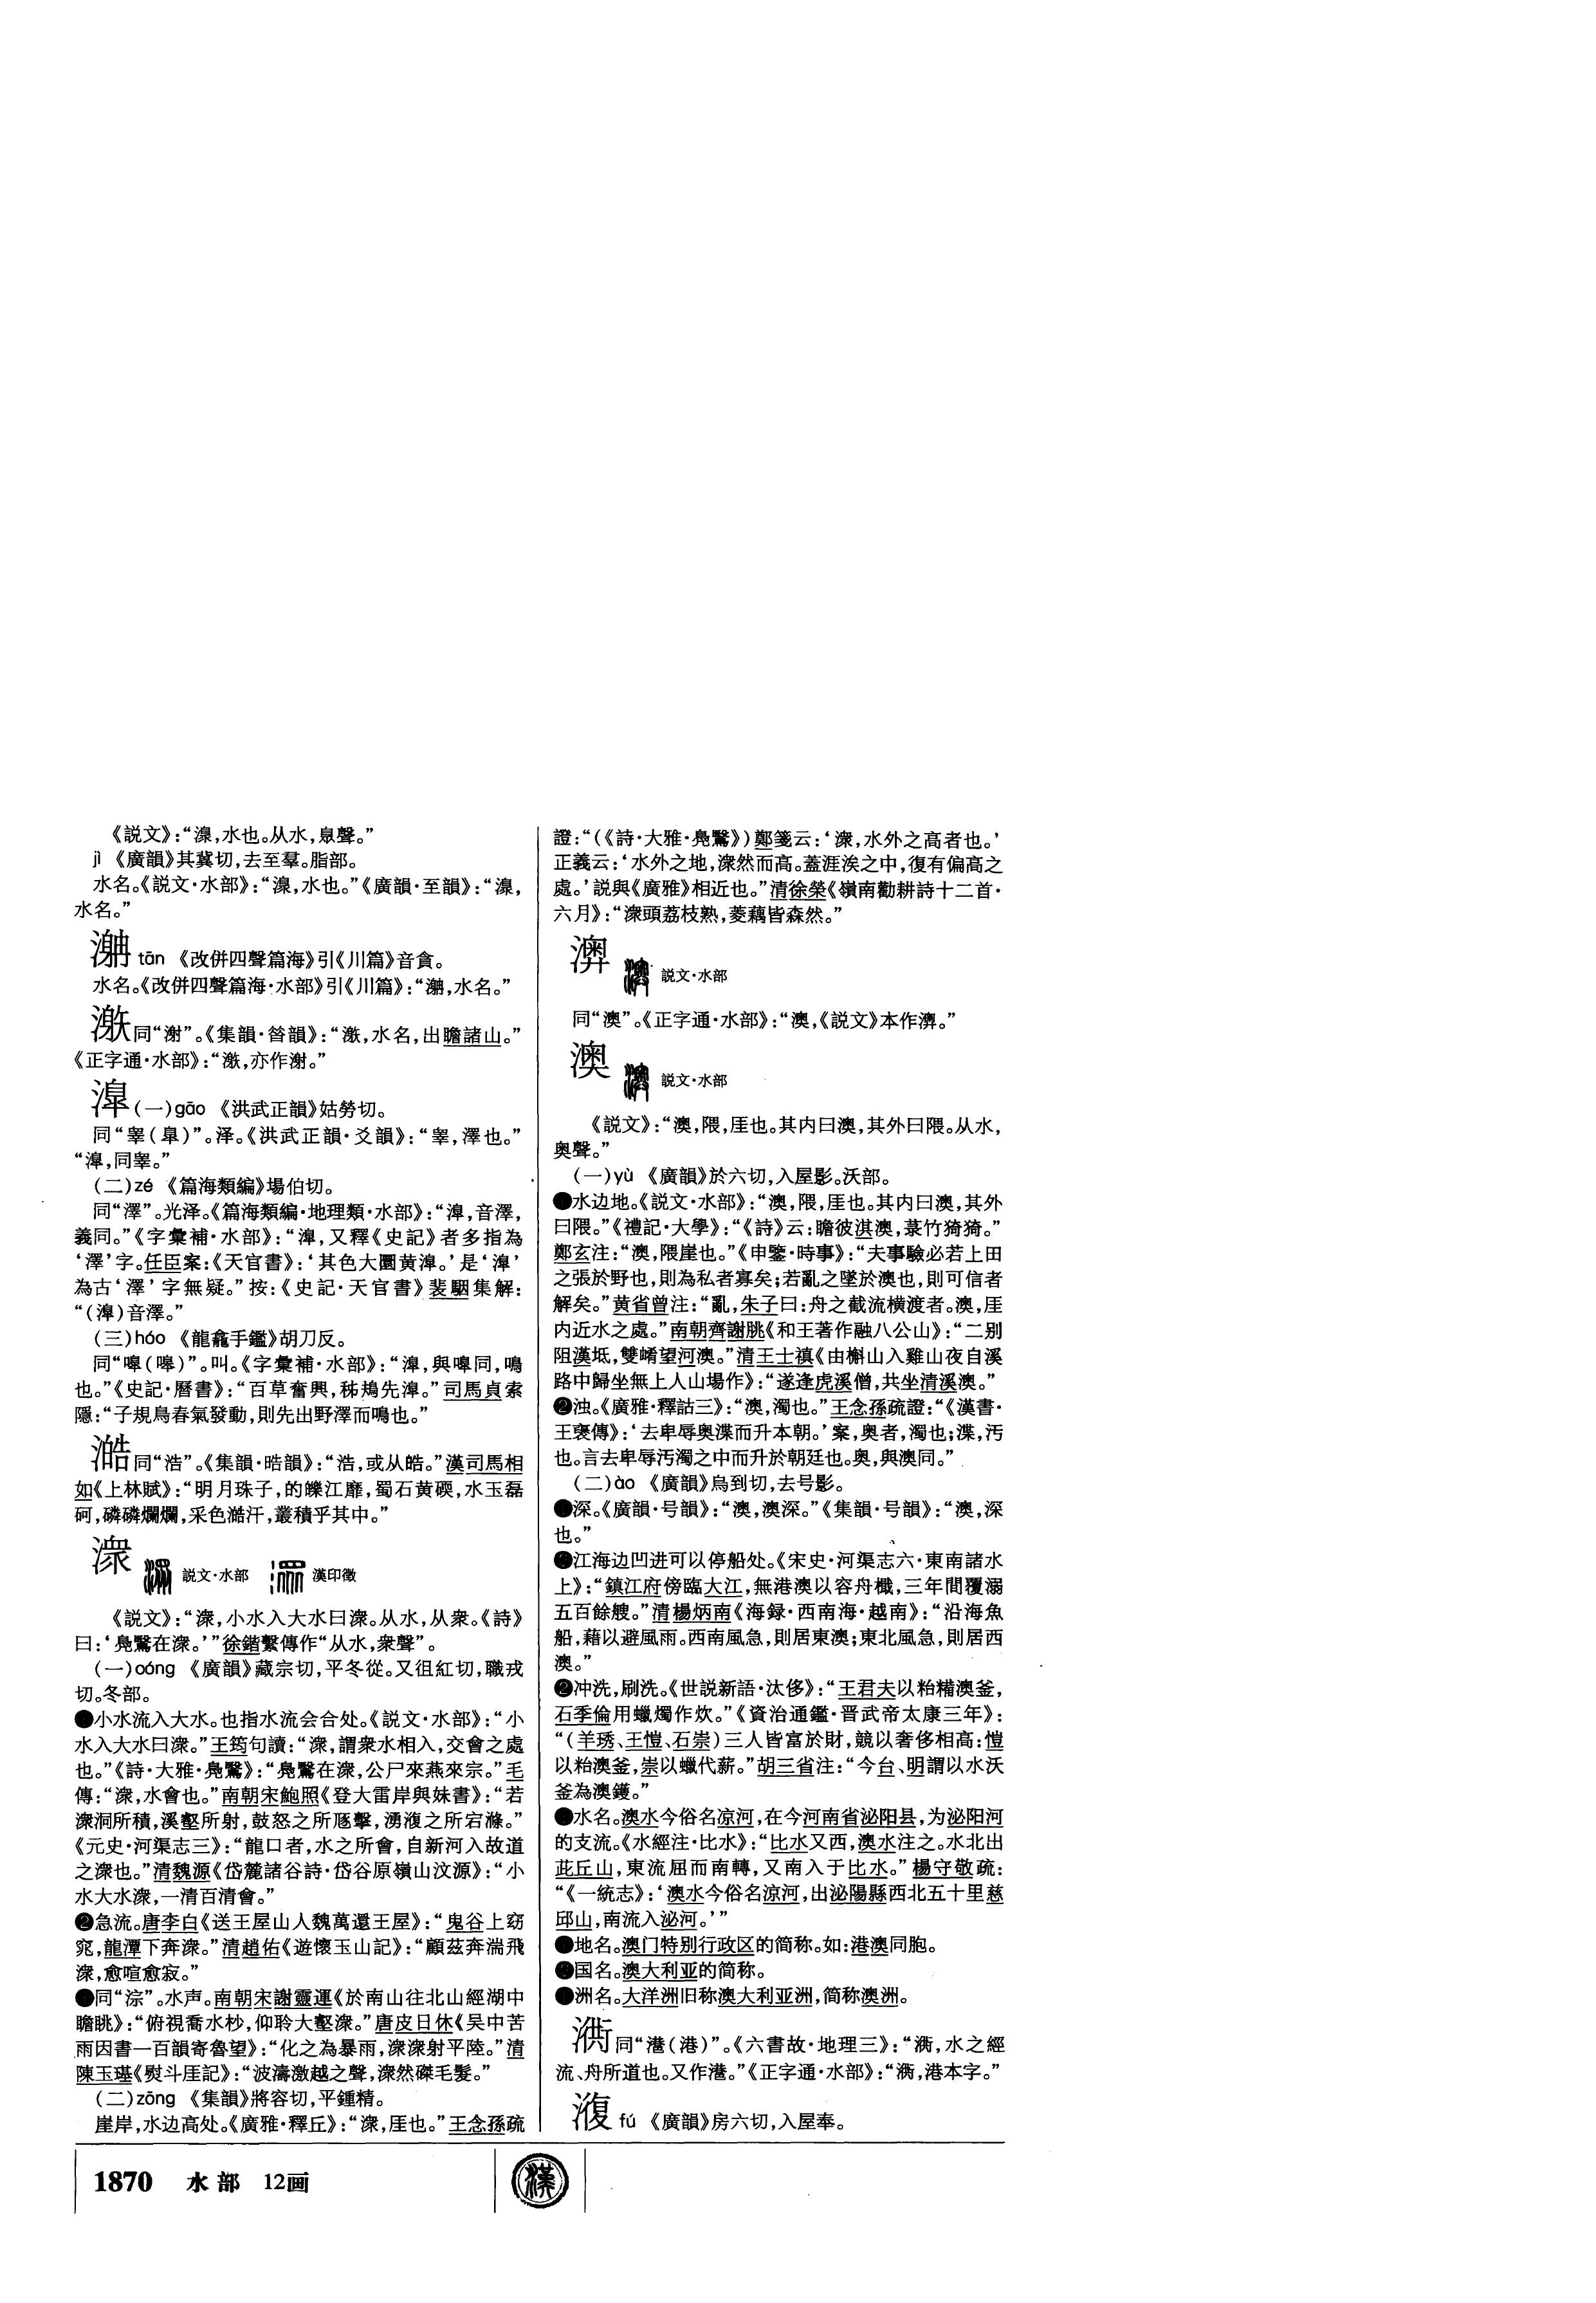 《説文》：“湶，水也。从水，臮聲。”
jì 《廣韻》其冀切，去至羣。脂部。
水名。《説文·水部》：“水也。”《廣韻·至韻》：
水名。”
tān 《改併四聲篇海》引《川篇》音貪。
水名。《改併四聲篇海·水部》引《川篇》：“水名。”
同“㴬”。《集韻·㕁韻》：“水名，出瞻諸山。”
《正字通·水部》：“亦作
滜(一)gāo 《洪武正韻》姑勞切。
同“睾(皐)”。泽。《洪武正韻·爻韻》：“睾，澤也。”
“滜，同睾。”
(二)zé 《篇海類編》場伯切。
同“澤”。光泽。《篇海類編·地理類·水部》：“滜，音澤，
義同。”《字彙補·水部》：“滜，又釋《史記》者多指為
‘澤’字。任臣案：《天官書》：‘其色大圜黄滜。’是‘滜’
為古‘澤’字無疑。”按：《史記·天官書》裴駰集解：
“(滜)音澤。”
(三)háo 《龍龕手鑑》胡刀反。
同“嘷(嗥)”。叫。《字彙補·水部》：“滜，與嘷同，鳴
也。”《史記·曆書》：“百草奮興，秭鳺先滜。”司馬貞索
隱：“子規鳥春氣發動，則先出野澤而鳴也。”
澔同“浩”。《集韻·晧韻》：“浩，或从皓。”漢司馬相
如《上林賦》：“明月珠子，的皪江靡，蜀石黄碝，水玉磊
砢，磷磷爛爛，采色澔汗，叢積乎其中。”
潨 説文·水部 漢印徵
《説文》：“潨，小水入大水曰潨。从水，从衆。《詩》
曰：‘鳧鷖在潨。’”徐鍇繫傳作“从水，衆聲”。
(一)cóng 《廣韻》藏宗切，平冬從。又徂紅切，職戎
切。冬部。
●小水流入大水。也指水流会合处。《説文·水部》：“小
水入大水曰潨。”王筠句讀：“潨，謂衆水相入，交會之處
也。”《詩·大雅·鳧鷖》：“鳧鷖在潨，公尸來燕來宗。”毛
傳：“潨，水會也。”南朝宋鮑照《登大雷岸與妹書》：“若
潨洞所積，溪壑所射，鼓怒之所豗擊，湧澓之所宕滌。”
《元史·河渠志三》：“龍口者，水之所會，自新河入故道
之潨也。”清魏源《岱麓諸谷詩·岱谷原嶺山汶源》：“小
水大水潨，一清百清會。”
❷急流。唐李白《送王屋山人魏萬還王屋》：“鬼谷上窈
窕，龍潭下奔潨。”清趙佑《遊懷玉山記》：“顧茲奔湍飛
潨，愈喧愈寂。”
●同“淙”。水声。南朝宋謝靈運《於南山往北山經湖中
瞻眺》：“俯視喬水杪，仰聆大壑潨。”唐皮日休《吴中苦
雨因書一百韻寄魯望》：“化之為暴雨，潨潨射平陸。”清
陳玉璂《熨斗厓記》：“波濤激越之聲，潨然磔毛髮。”
(二)zōng 《集韻》將容切，平鍾精。
崖岸，水边高处。《廣雅·釋丘》：“潨，厓也。”王念孫疏
證：“(《詩·大雅·鳧鷖》)鄭箋云：‘潨，水外之高者也。’
正義云：‘水外之地，潨然而高。蓋涯涘之中，復有偏高之
處。’説與《廣雅》相近也。”清徐榮《嶺南勸耕詩十二首·
六月》：“潨頭荔枝熟，菱藕皆森然。”
説文·水部
同“澳”。《正字通·水部》：“澳，《説文》本作
澳 説文·水部
《説文》：“澳，隈，厓也。其内曰澳，其外曰隈。从水，
奥聲。”
(一)yù 《廣韻》於六切，入屋影。沃部。
●水边地。《説文·水部》：“澳，隈，厓也。其内曰澳，其外
曰隈。”《禮記·大學》：“《詩》云：瞻彼淇澳，菉竹猗猗。”
鄭玄注：“澳，隈崖也。”《申鑒·時事》：“夫事驗必若上田
之張於野也，則為私者寡矣；若亂之墜於澳也，則可信者
解矣。”黄省曾注：“亂，朱子曰：舟之截流横渡者。澳，厓
内近水之處。”南朝齊謝朓《和王著作融八公山》：“二别
阻漢坻，雙崤望河澳。”清王士禛《由槲山入雞山夜自溪
路中歸坐無上人山場作》：“遂逢虎溪僧，共坐清溪澳。”
❷浊。《廣雅·釋詁三》：“澳，濁也。”王念孫疏證：“《漢書·
王褒傳》：‘去卑辱奥渫而升本朝。’案，奥者，濁也；渫，汚
也。言去卑辱汚濁之中而升於朝廷也。奥，與澳同。”
(二)ào 《廣韻》烏到切，去号影。
●深。《廣韻·号韻》：“澳，澳深。”《集韻·号韻》：“澳，深
也。”
●江海边凹进可以停船处。《宋史·河渠志六·東南諸水
上》：“鎮江府傍臨大江，無港澳以容舟檝，三年間覆溺
五百餘艘。”清楊炳南《海録·西南海·越南》：“沿海魚
船，藉以避風雨。西南風急，則居東澳；東北風急，則居西
澳。”
❷冲洗，刷洗。《世説新語·汰侈》：“王君夫以粭糒澳釜，
石季倫用蠟燭作炊。”《資治通鑑·晋武帝太康三年》：
“(羊琇、王愷、石崇)三人皆富於財，競以奢侈相高：愷
以粭澳釜，崇以蠟代薪。”胡三省注：“今台、明謂以水沃
釜為澳鑊。”
●水名。澳水今俗名凉河，在今河南省泌阳县，为泌阳河
的支流。《水經注·比水》：“比水又西，澳水注之。水北出
茈丘山，東流屈而南轉，又南入于比水。”楊守敬疏：
“《一統志》：‘澳水今俗名涼河，出泌陽縣西北五十里慈
邱山，南流入泌河。’”
●地名。澳门特别行政区的简称。如：港澳同胞。
●国名。澳大利亚的简称。
●洲名。大洋洲旧称澳大利亚洲，简称澳洲。
同“港(港)”。《六書故·地理三》：“水之經
流、舟所道也。又作港。”《正字通·水部》：“港本字。”
澓 fú 《廣韻》房六切，入屋奉。
1870 水部 12画
漢